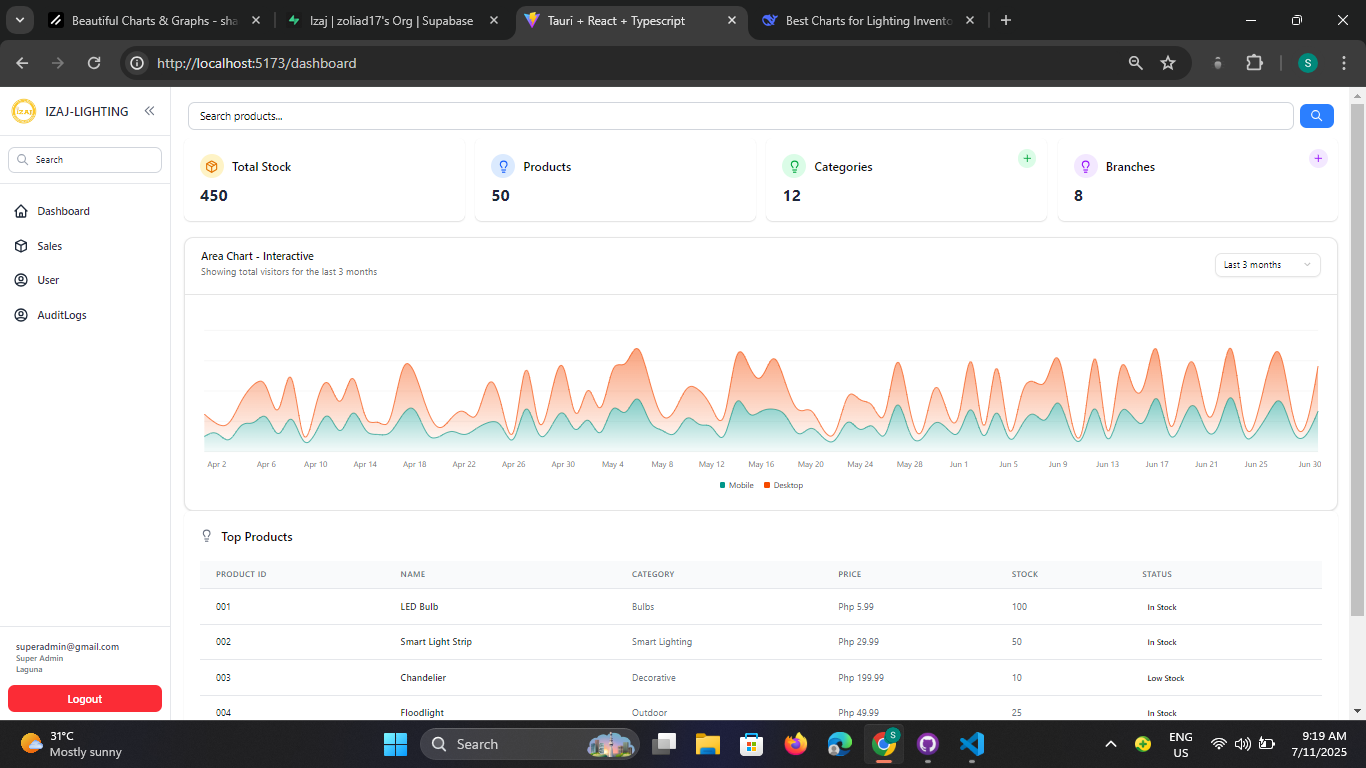 Beautiful Charts & Graphs - sha
Izaj | zoliad17's Org | Supabase
Tauri + React + Typescript
Best Charts for Lighting Invento
http://localhost:5173/dashboard
S
IZAJ
IZAJ-LIGHTING
Search products...
Search
Total Stock
450
Products
50
Categories
12
Branches
8
Dashboard
Sales
User
AuditLogs
Area Chart - Interactive
Showing total visitors for the last 3 months
Last 3 months
Apr 2 Apr 6 Apr 10 Apr 14 Apr 18 Apr 22 Apr 26 Apr 30 May 4 May 8 May 12 May 16 May 20 May 24 May 28 Jun 1 Jun 5 Jun 9 Jun 13 Jun 17 Jun 21 Jun 25 Jun 30
Mobile Desktop
Top Products
PRODUCT ID NAME CATEGORY PRICE STOCK STATUS
001 LED Bulb Bulbs Php 5.99 100 In Stock
002 Smart Light Strip Smart Lighting Php 29.99 50 In Stock
003 Chandelier Decorative Php 199.99 10 Low Stock
004 Floodlight Outdoor Php 49.99 25 In Stock
superadmin@gmail.com
Super Admin
Laguna
Logout
31°C
Mostly sunny
Search
S
ENG
US
9:19 AM
7/11/2025